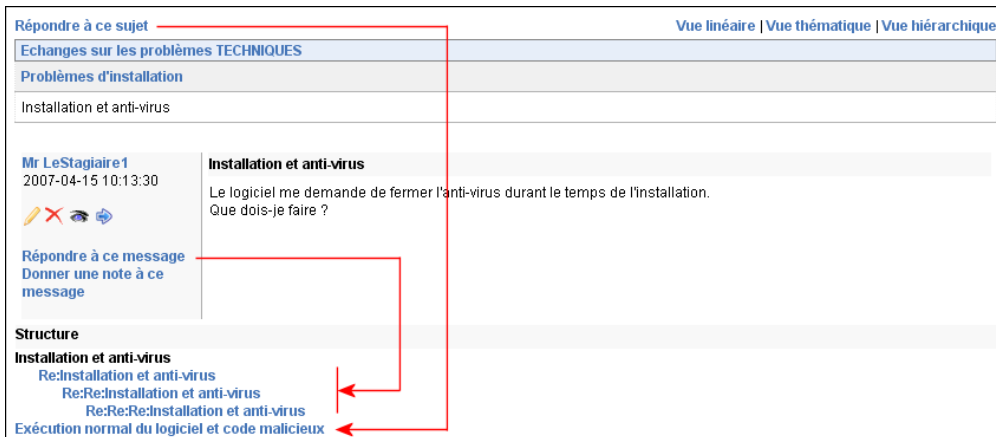 Répondre à ce sujet
Vue linéaire | Vue thématique | Vue hiérarchique
Echanges sur les problèmes TECHNIQUES
Problèmes d'installation
Installation et anti-virus
Mr LeStagiaire1
2007-04-15 10:13:30
Répondre à ce message
Donner une note à ce
message
Installation et anti-virus
Le logiciel me demande de fermer l'anti-virus durant le temps de l'installation.
Que dois-je faire ?
Structure
Installation et anti-virus
Re:Installation et anti-virus
Re:Re:Installation et anti-virus
Re:Re:Re:Installation et anti-virus
Exécution normal du logiciel et code malicieux